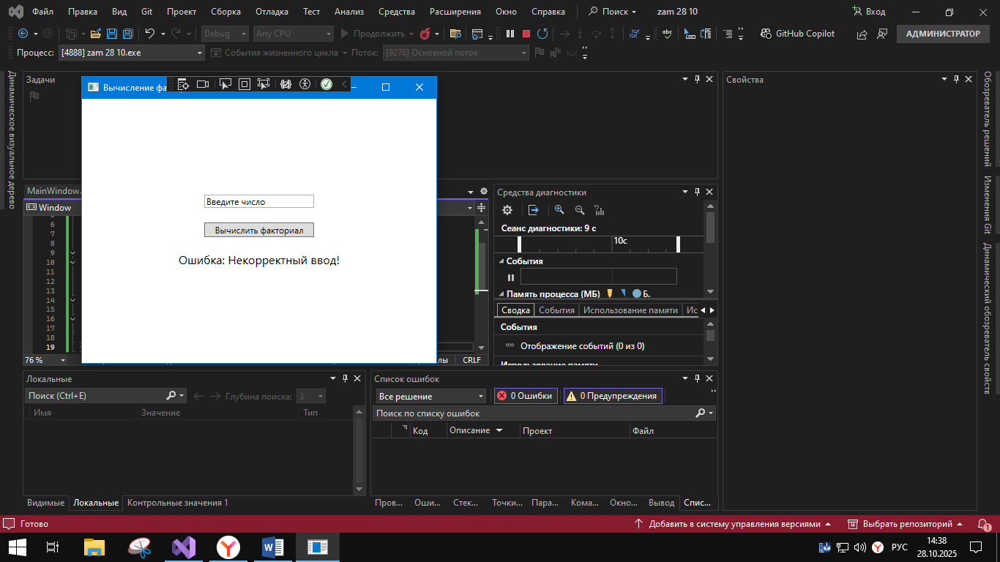 Файл Правка Вид Git Проект Сборка Отладка Тест Анализ Средства Расширения Окно Справка Поиск zam 28 10 Вход
Debug Any CPU Продолжить GitHub Copilot АДМИНИСТРАТОР
Процесс: [4888] zam 28 10.exe События жизненного цикла Поток: [9276] Основной поток
Динамическое визуальное дерево
Задачи
Вычисление фа
Введите число
Вычислить факториал
Ошибка: Некорректный ввод!
MainWindow.
Window
6
7
8
9
10
11
12
13
14
15
16
17
18
19
76 % CRLF
Средства диагностики
Сеанс диагностики: 9 с
10с
События
Память процесса (МБ) Б..
Сводка События Использование памяти Ис
События
Отображение событий (0 из 0)
Использование памяти
Свойства
Обозреватель решений
Изменения Git
Динамический обозреватель свойств
Локальные
Поиск (Ctrl+E) Глубина поиска: 3
Имя Значение Тип
Видимые Локальные Контрольные значения 1
Список ошибок
Все решение 0 Ошибки 0 Предупреждения
Поиск по списку ошибок
Код Описание Проект Файл
Пров... Оши... Стек... Точки... Пара... Кома... Окно... Вывод Спис...
Готово Добавить в систему управления версиями Выбрать репозиторий 1
РУС 14:38
28.10.2025